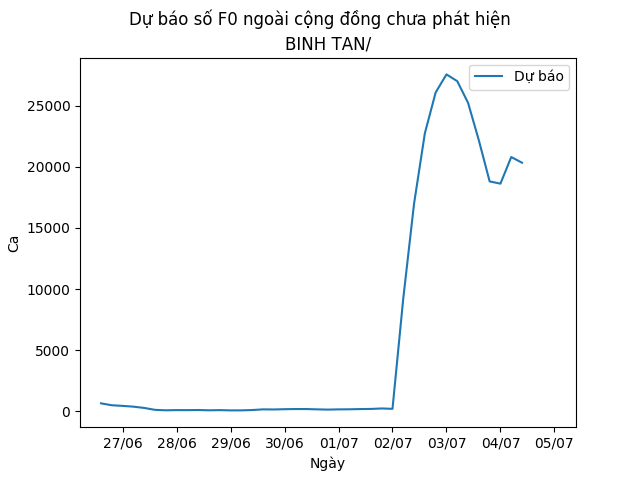 Dự báo số F0 ngoài cộng đồng chưa phát hiện
BINH TAN/
Dự báo
25000
20000
15000
10000
5000
0
Ca
27/06 28/06 29/06 30/06 01/07 02/07 03/07 04/07 05/07
Ngày